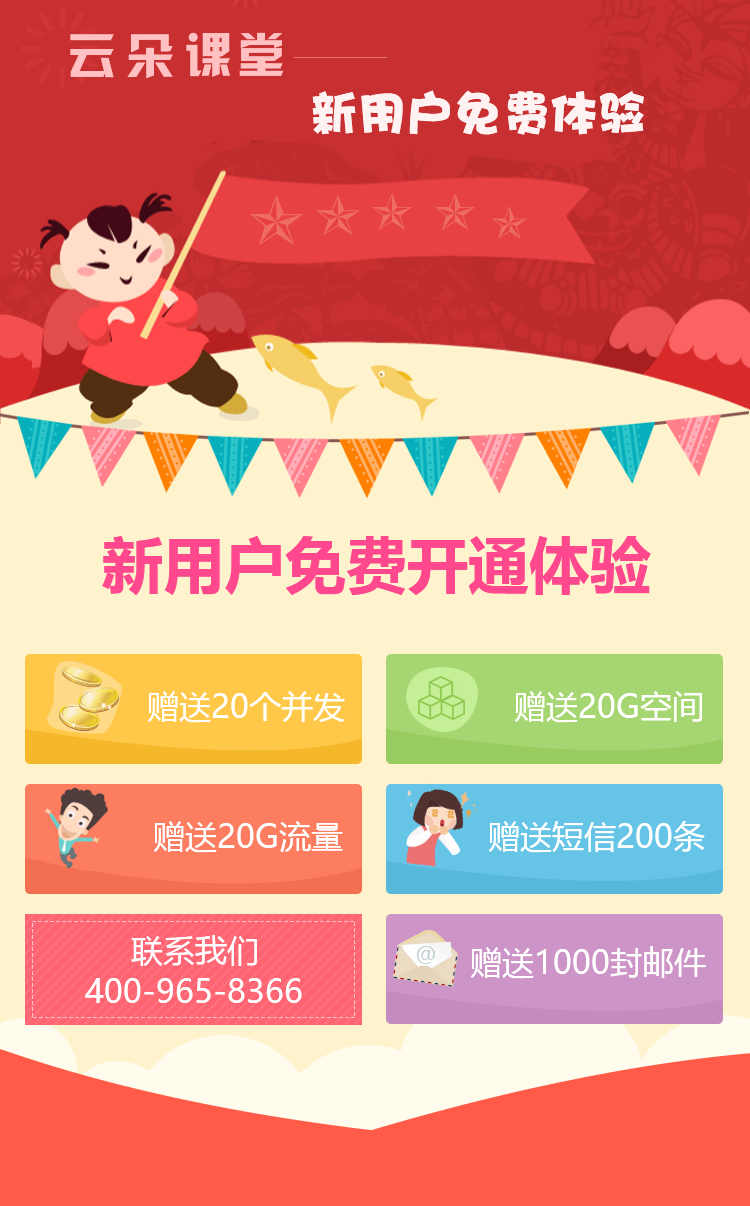 云朵课堂
新用户免费体验
新用户免费开通体验
赠送20个并发
赠送20G空间
赠送20G流量
赠送短信200条
联系我们
400-965-8366
@
赠送1000封邮件